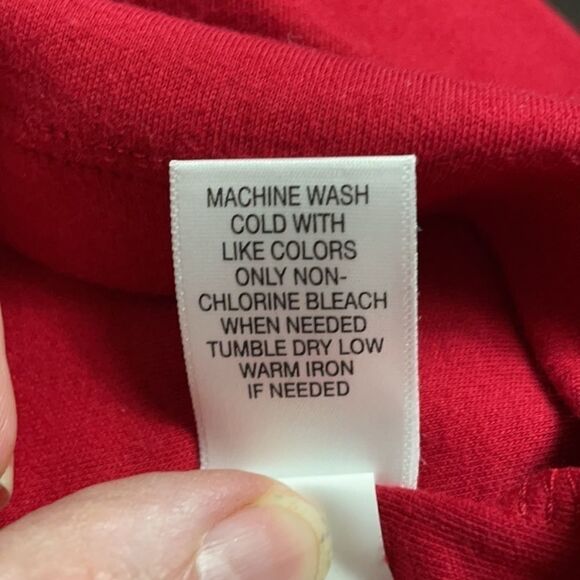 MACHINE WASH
COLD WITH
LIKE COLORS
ONLY NON-
CHLORINE BLEACH
WHEN NEEDED
TUMBLE DRY LOW
WARM IRON
IF NEEDED